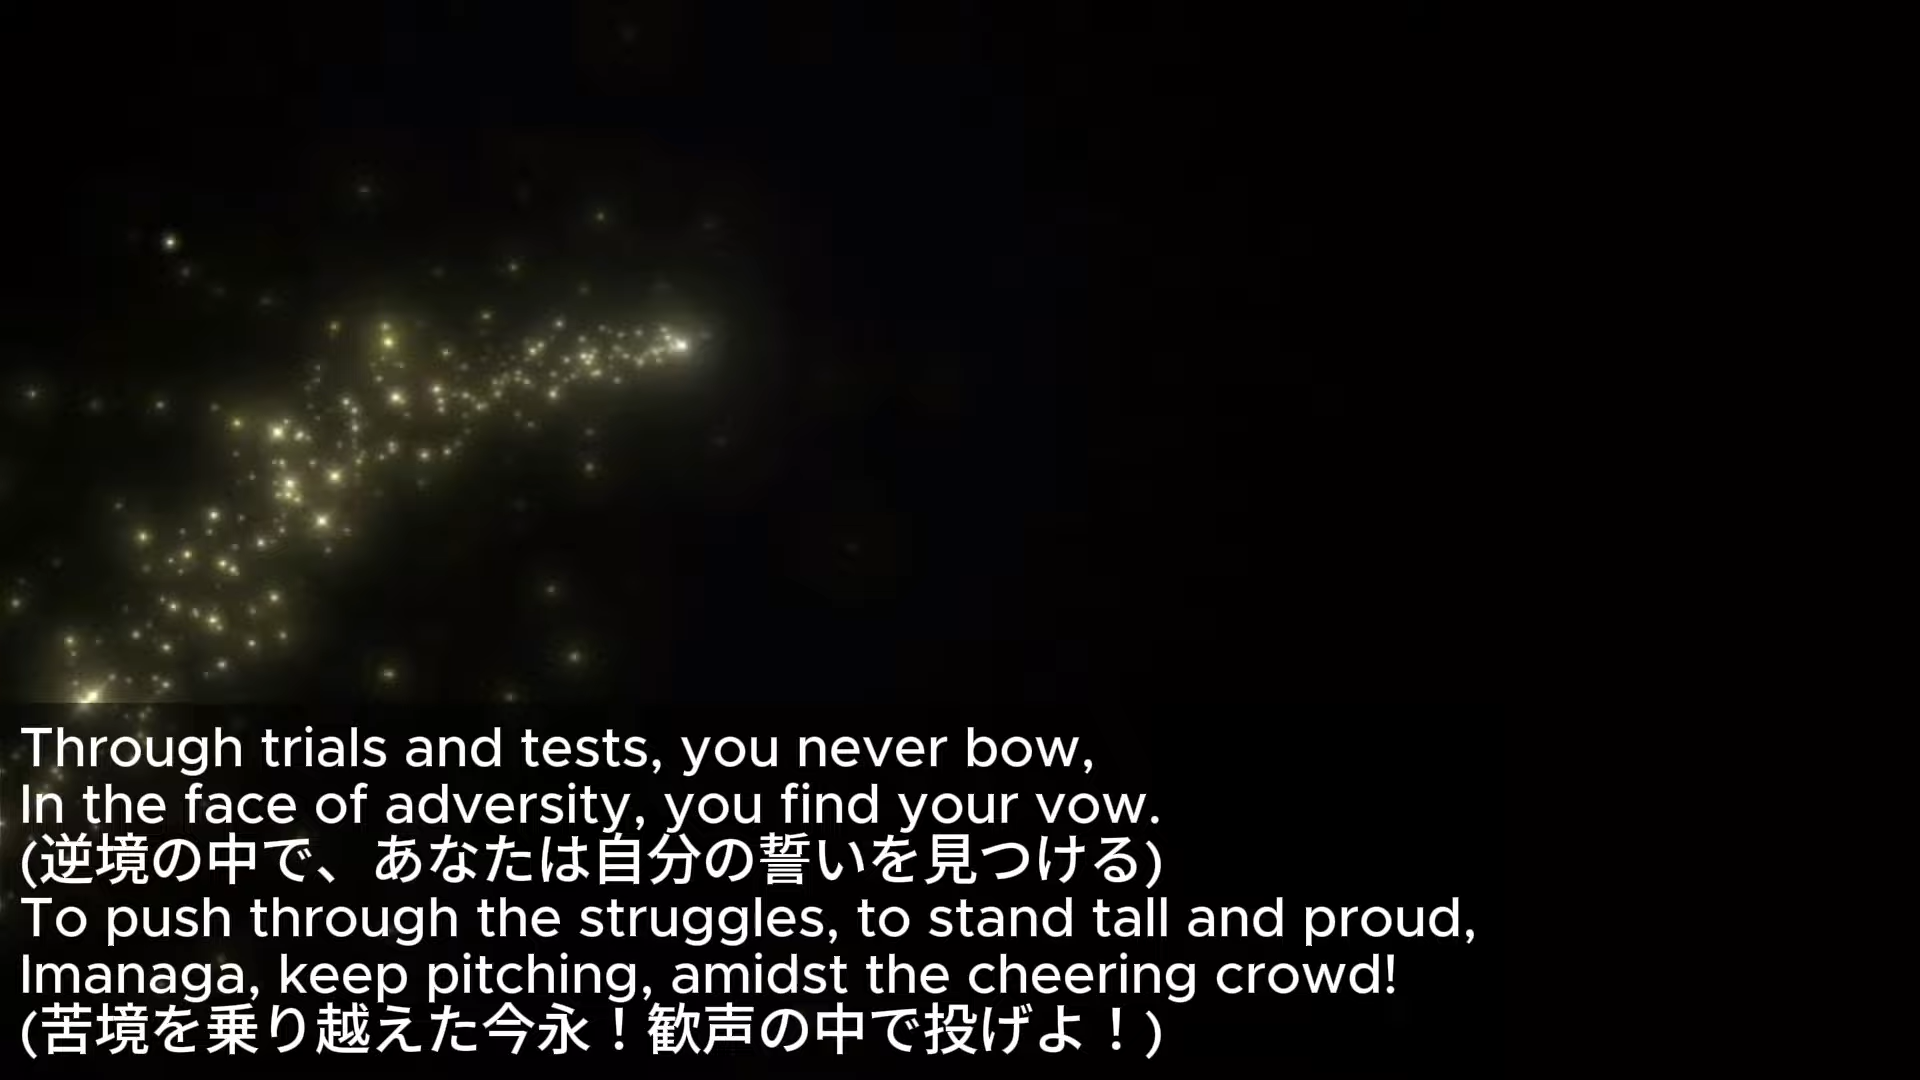 Through trials and tests, you never bow,
In the face of adversity, you find your vow.
(逆境の中で、あなたは自分の誓いを見つける)
To push through the struggles, to stand tall and proud,
Imanaga, keep pitching, amidst the cheering crowd!
(苦境を乗り越えた今永！歓声の中で投げよ！)